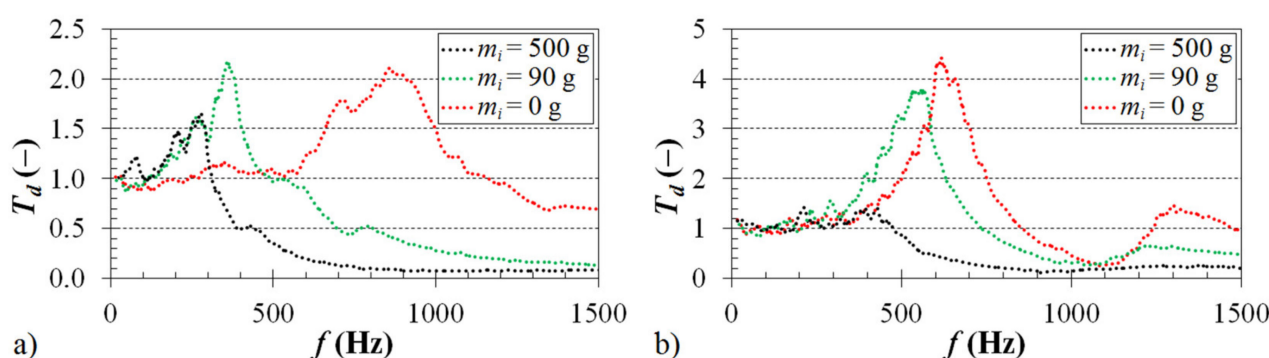 2.5
2.0
1.5
1.0
0.5
0.0
T_d (−)
0 500 1000 1500
f (Hz)
m_i = 500 g
m_i = 90 g
m_i = 0 g
a)
5
4
3
2
1
0
T_d (−)
0 500 1000 1500
f (Hz)
m_i = 500 g
m_i = 90 g
m_i = 0 g
b)